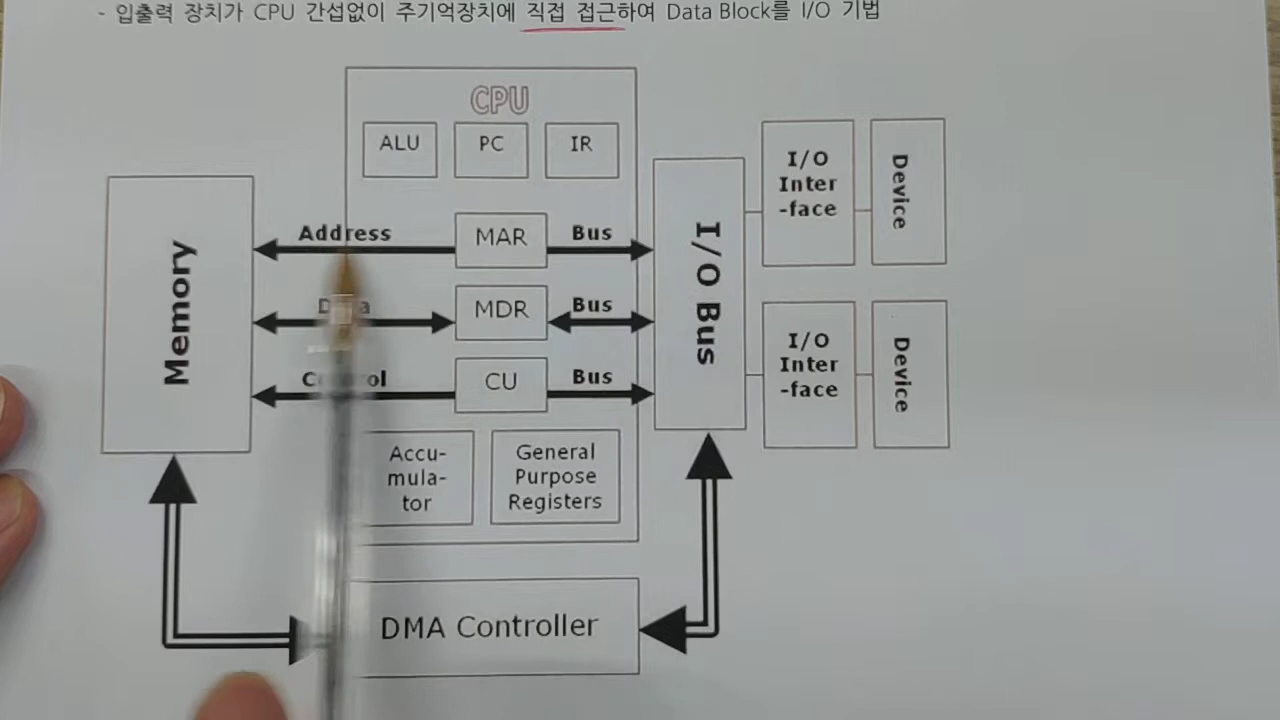 - 입출력 장치가 CPU 간섭없이 주기억장치에 직접 접근하여 Data Block를 I/O 기법
CPU
ALU
PC
IR
Memory
Address
MAR
Bus
MDR
Bus
CU
Bus
Accu-
mula-
tor
General
Purpose
Registers
DMA Controller
I/O Bus
I/O
Inter
-face
Device
I/O
Inter
-face
Device